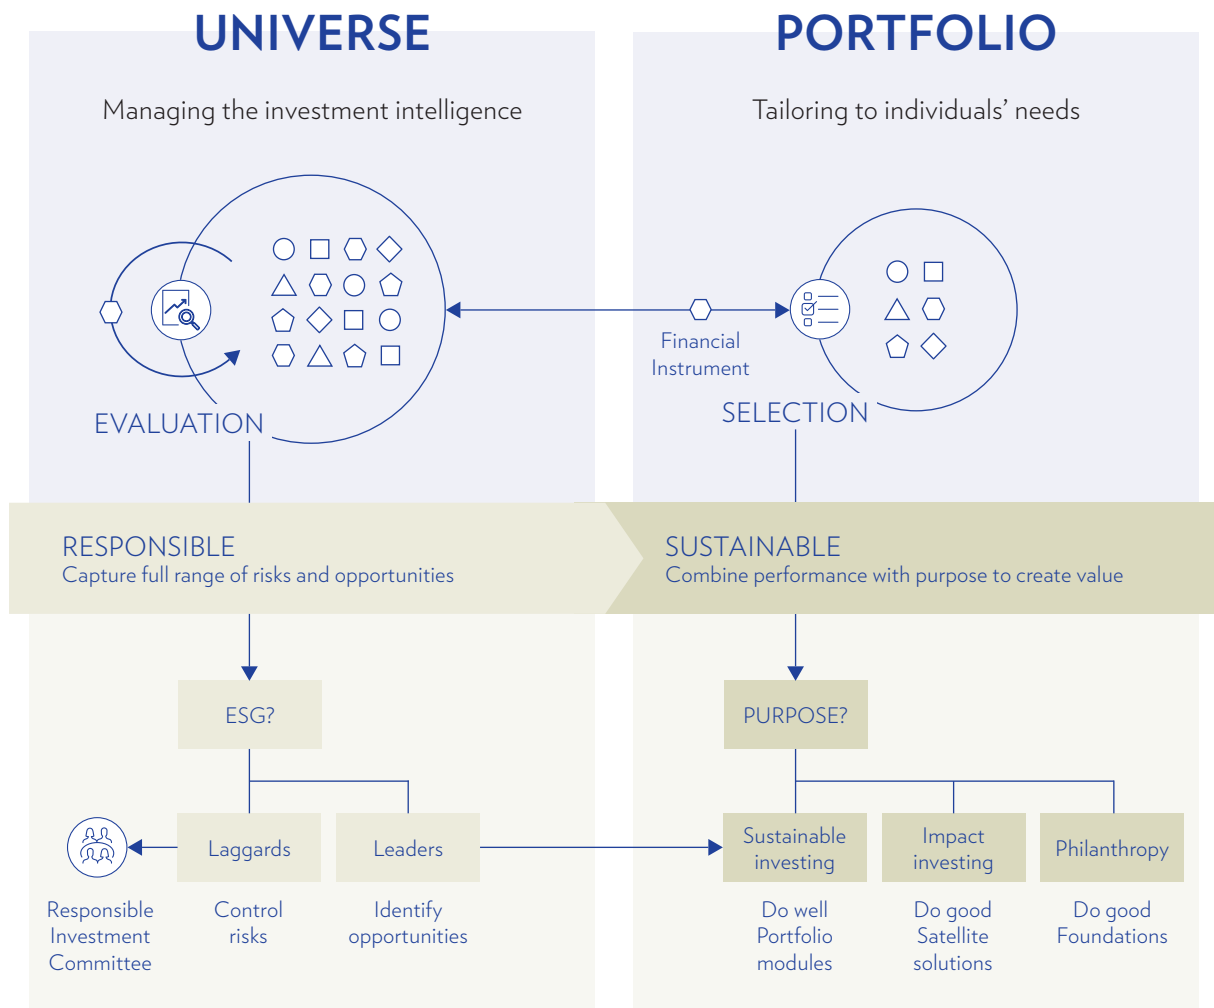 UNIVERSE
Managing the investment intelligence
EVALUATION
PORTFOLIO
Tailoring to individuals’ needs
Financial
Instrument
SELECTION
RESPONSIBLE
Capture full range of risks and opportunities
SUSTAINABLE
Combine performance with purpose to create value
ESG?
Laggards
Leaders
Responsible
Investment
Committee
Control
risks
Identify
opportunities
PURPOSE?
Sustainable
investing
Impact
investing
Philanthropy
Do well
Portfolio
modules
Do good
Satellite
solutions
Do good
Foundations